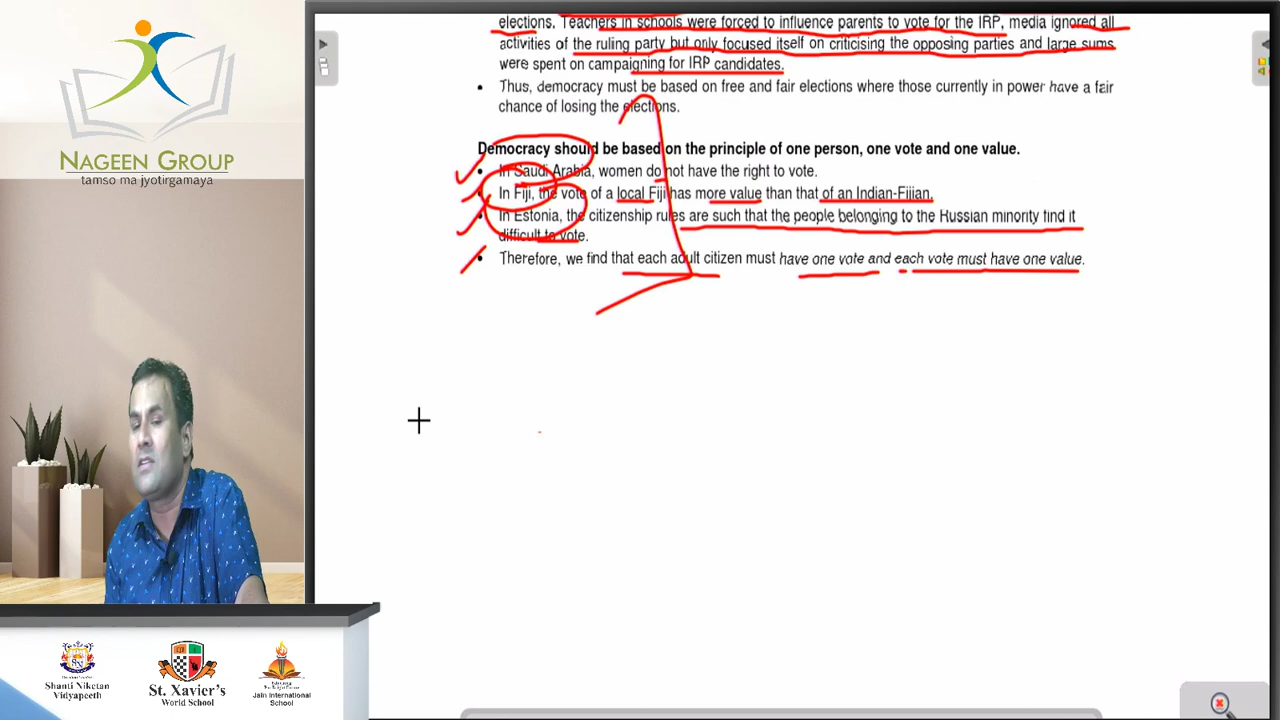 elections. Teachers in schools were forced to influence parents to vote for the IRP, media ignored all
activities of the ruling party but only focused itself on criticising the opposing parties and large sums
were spent on campaigning for IRP candidates.
• Thus, democracy must be based on free and fair elections where those currently in power have a fair
chance of losing the elections.
Democracy should be based on the principle of one person, one vote and one value.
• In Saudi Arabia, women do not have the right to vote.
• In Fiji, the vote of a local Fiji has more value than that of an Indian-Fijian.
• In Estonia, the citizenship rules are such that the people belonging to the Russian minority find it
difficult to vote.
• Therefore, we find that each adult citizen must have one vote and each vote must have one value.
NAGEEN GROUP
tamso ma jyotirgamaya
Shanti Niketan
Vidyapeeth
St. Xavier's
World School
Jain International
School